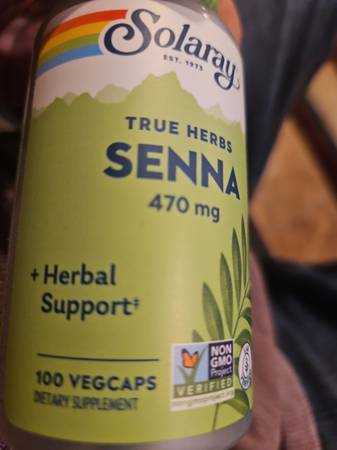 Solaray
EST. 1973
TRUE HERBS
SENNA
470 mg
+ Herbal
Support‡
100 VEGCAPS
DIETARY SUPPLEMENT
NON
GMO
Project
VERIFIED
nongmoproject.org